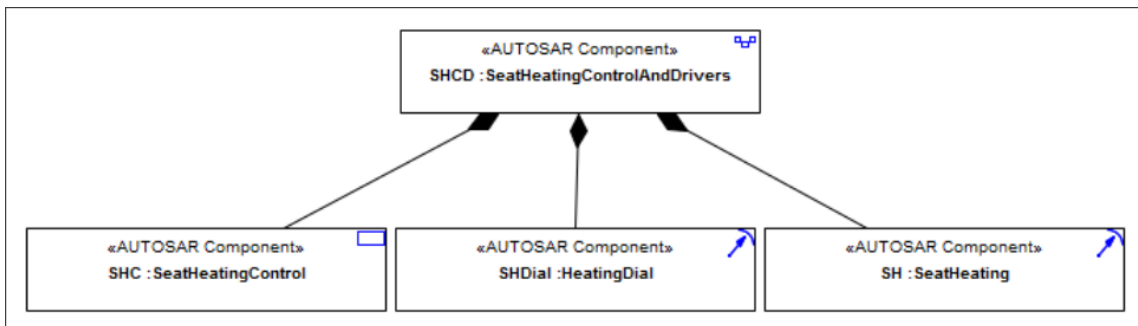 «AUTOSAR Component»
SHCD :SeatHeatingControlAndDrivers
«AUTOSAR Component»
SHC :SeatHeatingControl
«AUTOSAR Component»
SHDial :HeatingDial
«AUTOSAR Component»
SH :SeatHeating